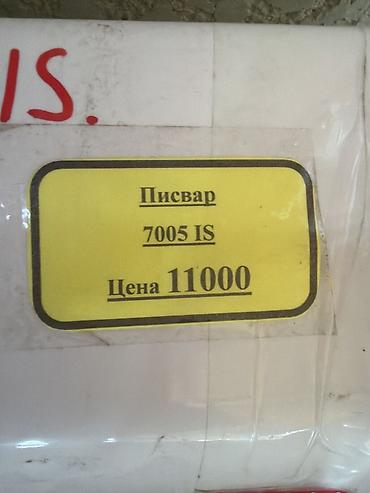 IS.
Писвар
7005 IS
Цена 11000